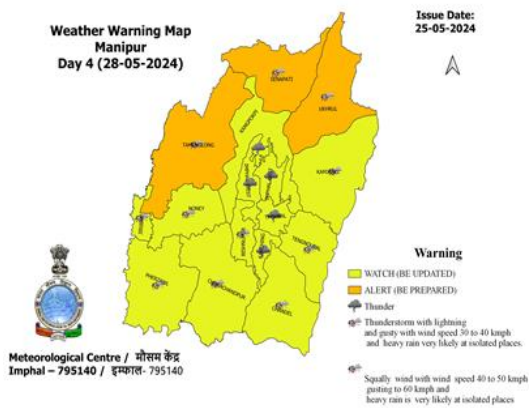 Weather Warning Map
Manipur
Day 4 (28-05-2024)
Issue Date:
25-05-2024
SENAPATI
UKHRUL
KANGPOKPI
TAMENGLONG
KAMJONG
NONEY
TENGNOUPAL
PHERZAWL
CHURACHANDPUR
CHANDEL
Warning
WATCH (BE UPDATED)
ALERT (BE PREPARED)
Thunder
Thunderstorm with lightning
and gusty with wind speed 30 to 40 kmph
and heavy rain very likely at isolated places.
Squally wind with wind speed 40 to 50 kmph
gusting to 60 kmph and
heavy rain is very likely at isolated places
Meteorological Centre / मौसम केंद्र
Imphal – 795140 / इम्फाल- 795140